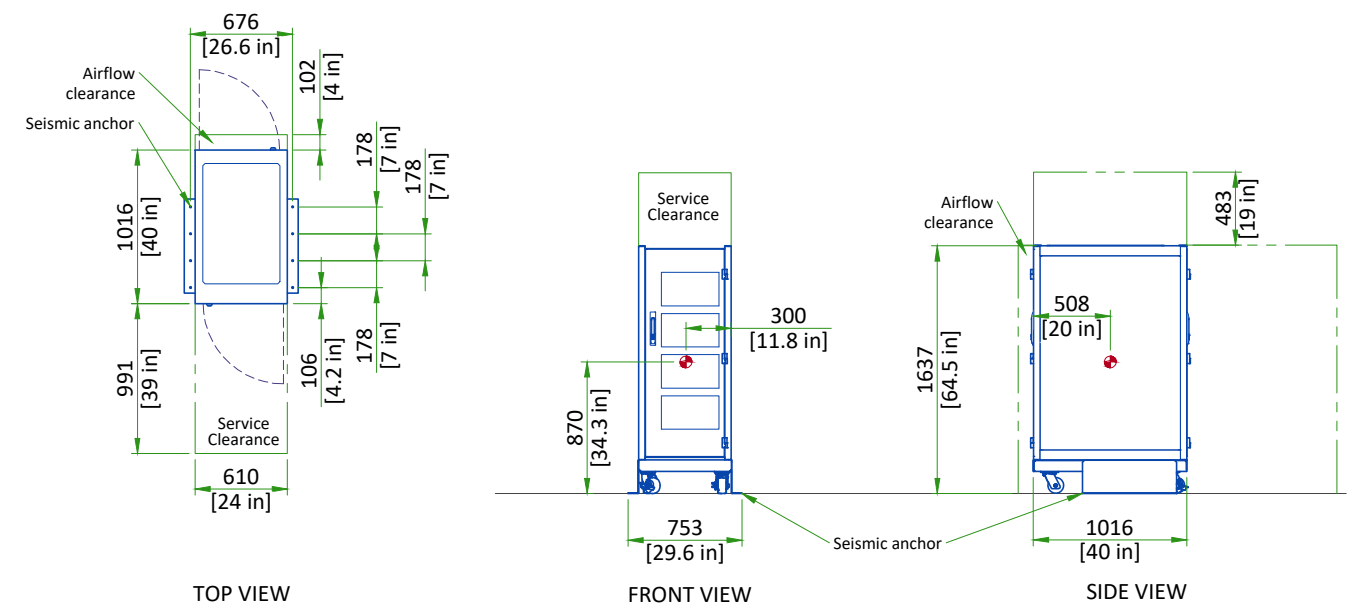 676
[26.6 in]
102
[4 in]
Airflow
clearance
Seismic anchor
178
[7 in]
178
[7 in]
1016
[40 in]
991
[39 in]
106
[4.2 in]
178
[7 in]
Service
Clearance
610
[24 in]
TOP VIEW
Service
Clearance
300
[11.8 in]
870
[34.3 in]
753
[29.6 in]
Seismic anchor
FRONT VIEW
Airflow
clearance
483
[19 in]
508
[20 in]
1637
[64.5 in]
1016
[40 in]
SIDE VIEW